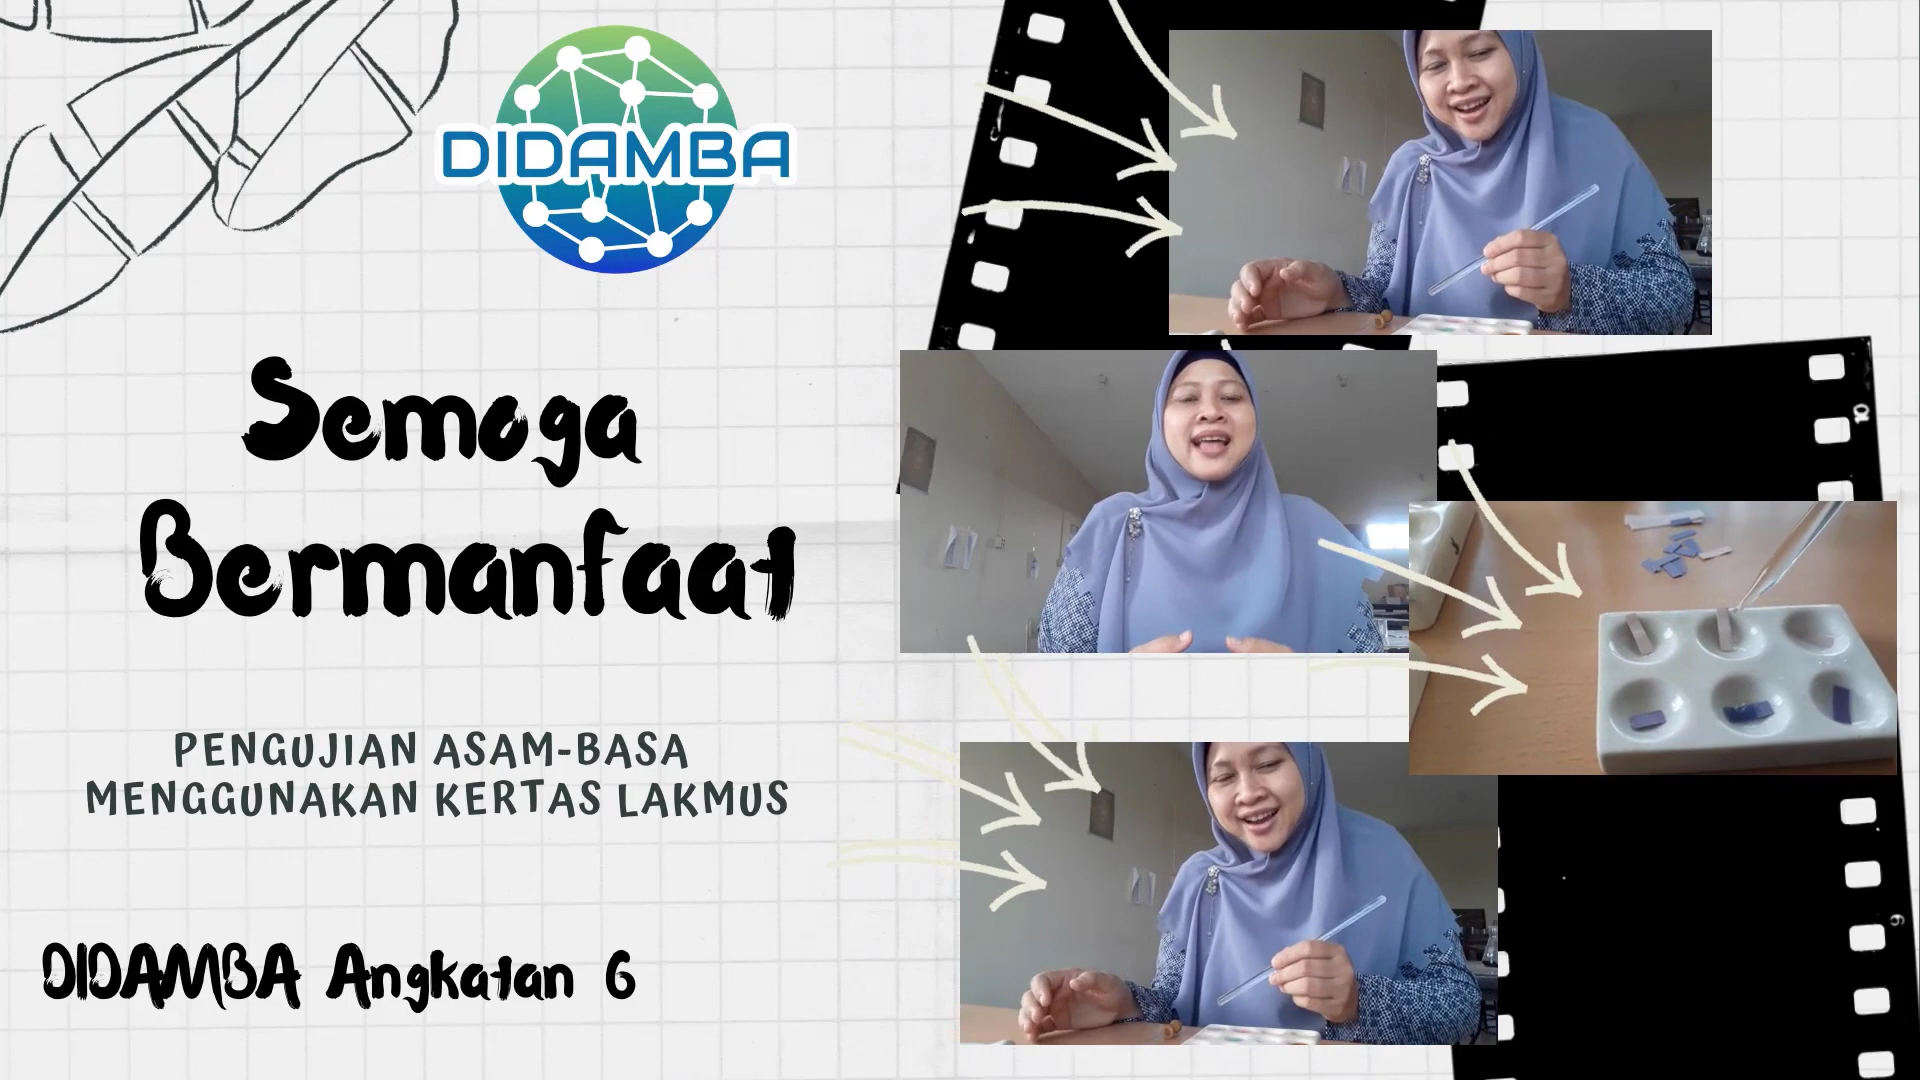 DIDAMBA
Semoga
Bermanfaat
PENGUJIAN ASAM-BASA
MENGGUNAKAN KERTAS LAKMUS
DIDAMBA Angkatan 6